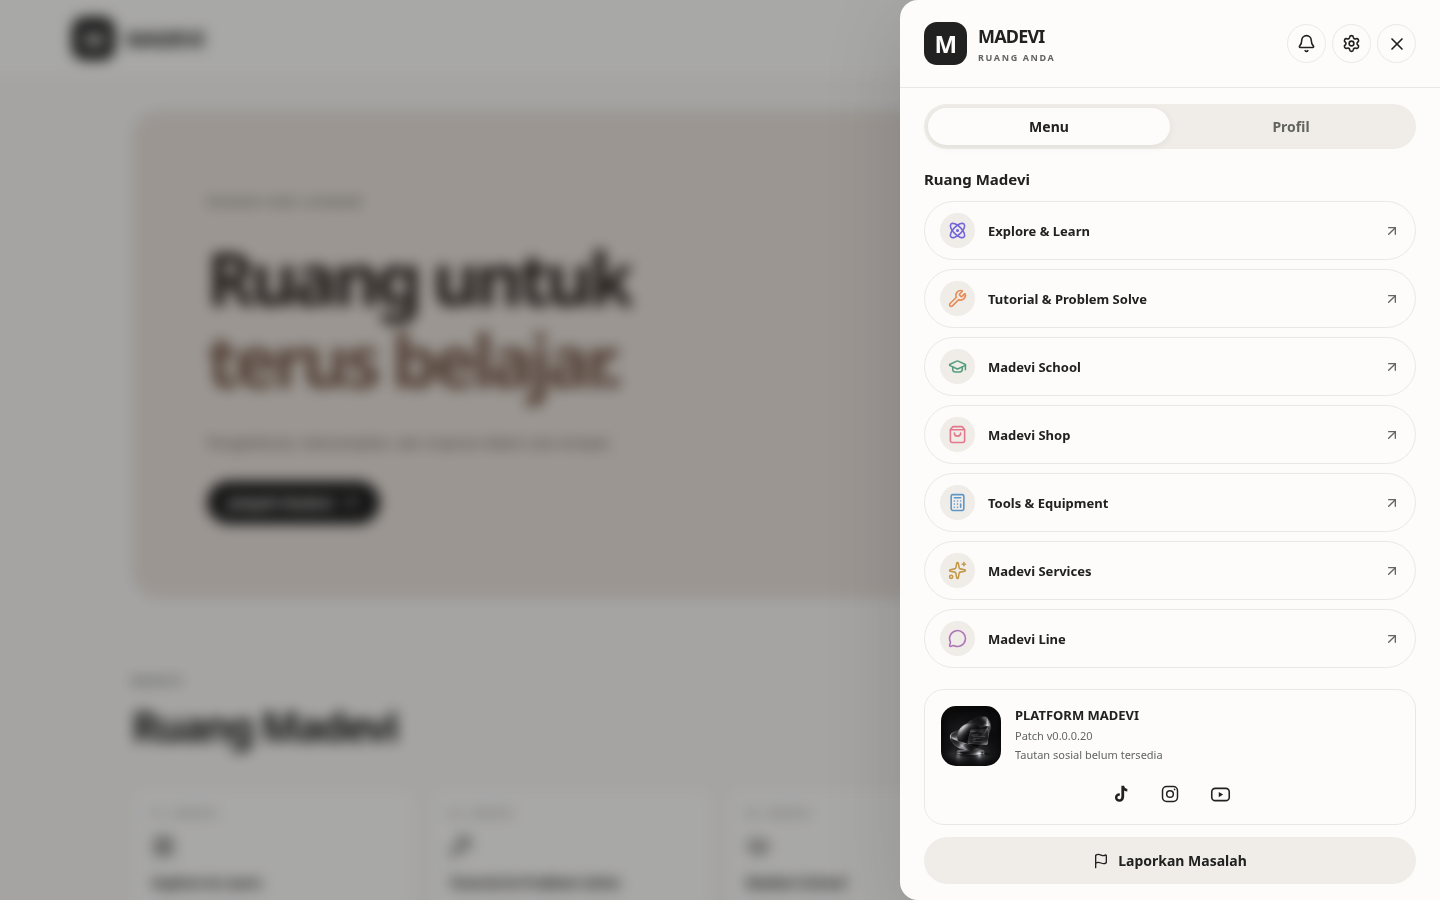 M
MADEVI
RUANG ANDA
Menu
Profil
Ruang Madevi
Explore & Learn
Tutorial & Problem Solve
Madevi School
Madevi Shop
Tools & Equipment
Madevi Services
Madevi Line
PLATFORM MADEVI
Patch v0.0.0.20
Tautan sosial belum tersedia
Laporkan Masalah
MADEVI
Ruang untuk
terus belajar.
Ruang Madevi